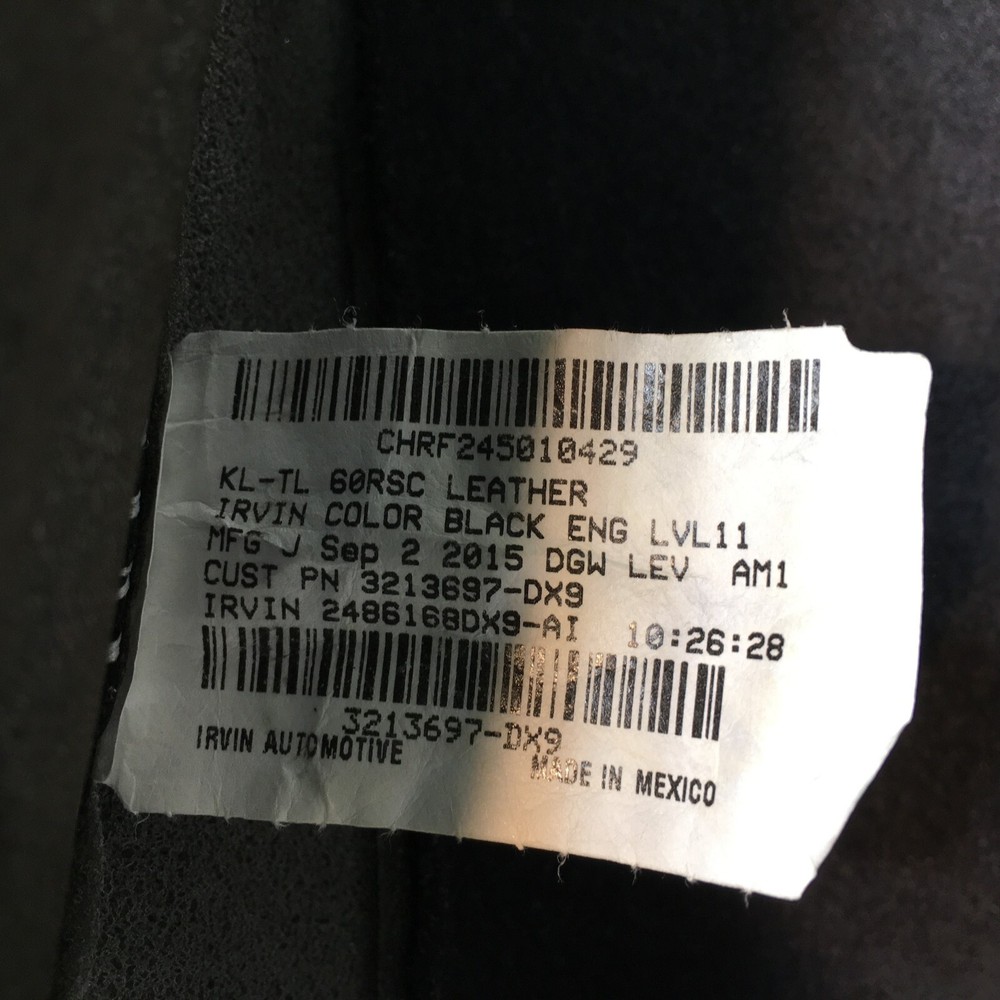 CHRF245010429
KL-TL 60RSC LEATHER
IRVIN COLOR BLACK ENG LVL11
MFG J Sep 2 2015 DGW LEV AM1
CUST PN 3213697-DX9
IRVIN 2486168DX9-AI 10:26:28
3213697-DX9
IRVIN AUTOMOTIVE
MADE IN MEXICO